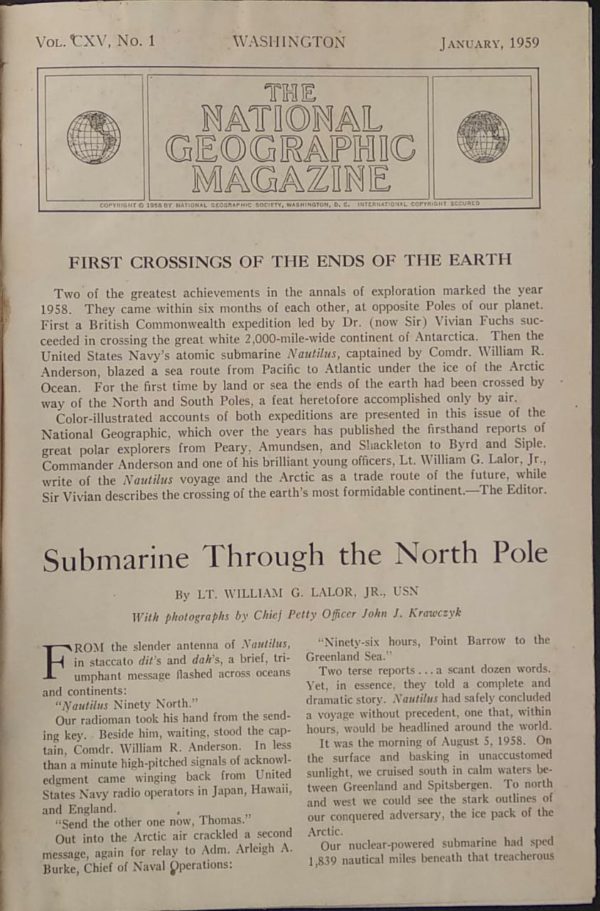 VOL. CXV, No. 1 WASHINGTON JANUARY, 1959
THE
NATIONAL
GEOGRAPHIC
MAGAZINE
COPYRIGHT © 1958 BY NATIONAL GEOGRAPHIC SOCIETY, WASHINGTON, D. C. INTERNATIONAL COPYRIGHT SECURED
FIRST CROSSINGS OF THE ENDS OF THE EARTH
Two of the greatest achievements in the annals of exploration marked the year
1958. They came within six months of each other, at opposite Poles of our planet.
First a British Commonwealth expedition led by Dr. (now Sir) Vivian Fuchs suc-
ceeded in crossing the great white 2,000-mile-wide continent of Antarctica. Then the
United States Navy's atomic submarine Nautilus, captained by Comdr. William R.
Anderson, blazed a sea route from Pacific to Atlantic under the ice of the Arctic
Ocean. For the first time by land or sea the ends of the earth had been crossed by
way of the North and South Poles, a feat heretofore accomplished only by air.
Color-illustrated accounts of both expeditions are presented in this issue of the
National Geographic, which over the years has published the firsthand reports of
great polar explorers from Peary, Amundsen, and Shackleton to Byrd and Siple.
Commander Anderson and one of his brilliant young officers, Lt. William G. Lalor, Jr.,
write of the Nautilus voyage and the Arctic as a trade route of the future, while
Sir Vivian describes the crossing of the earth's most formidable continent.—The Editor.
Submarine Through the North Pole
By LT. WILLIAM G. LALOR, JR., USN
With photographs by Chief Petty Officer John J. Krawczyk
FROM the slender antenna of Nautilus,
in staccato dit's and dah's, a brief, tri-
umphant message flashed across oceans
and continents:
"Nautilus Ninety North."
Our radioman took his hand from the send-
ing key. Beside him, waiting, stood the cap-
tain, Comdr. William R. Anderson. In less
than a minute high-pitched signals of acknowl-
edgment came winging back from United
States Navy radio operators in Japan, Hawaii,
and England.
"Send the other one now, Thomas."
Out into the Arctic air crackled a second
message, again for relay to Adm. Arleigh A.
Burke, Chief of Naval Operations:
"Ninety-six hours, Point Barrow to the
Greenland Sea."
Two terse reports . . . a scant dozen words.
Yet, in essence, they told a complete and
dramatic story. Nautilus had safely concluded
a voyage without precedent, one that, within
hours, would be headlined around the world.
It was the morning of August 5, 1958. On
the surface and basking in unaccustomed
sunlight, we cruised south in calm waters be-
tween Greenland and Spitsbergen. To north
and west we could see the stark outlines of
our conquered adversary, the ice pack of the
Arctic.
Our nuclear-powered submarine had sped
1,839 nautical miles beneath that treacherous